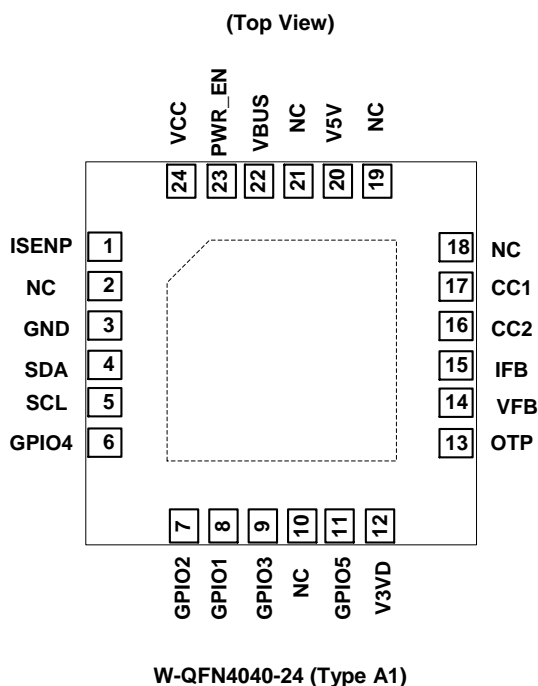 (Top View)
VCC
PWR_EN
VBUS
NC
V5V
NC
24
23
22
21
20
19
ISENP 1
NC 2
GND 3
SDA 4
SCL 5
GPIO4 6
18 NC
17 CC1
16 CC2
15 IFB
14 VFB
13 OTP
7
8
9
10
11
12
GPIO2
GPIO1
GPIO3
NC
GPIO5
V3VD
W-QFN4040-24 (Type A1)